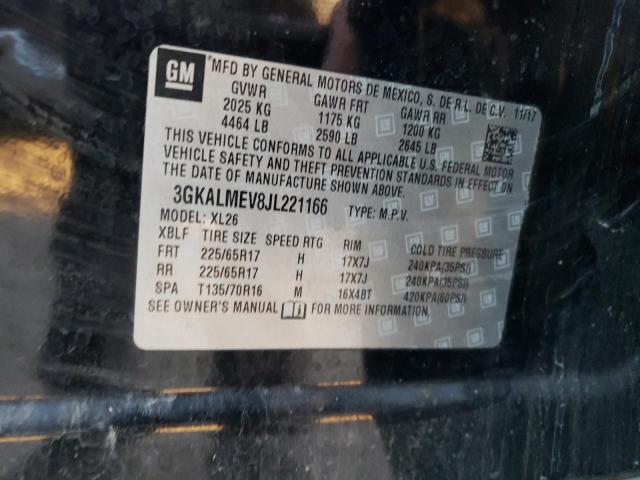 GM MFD BY GENERAL MOTORS DE MEXICO, S. DE R.L. DE C.V. 11/17
GVWR GAWR FRT GAWR RR
2025 KG 1175 KG 1200 KG
4464 LB 2590 LB 2645 LB
THIS VEHICLE CONFORMS TO ALL APPLICABLE U.S. FEDERAL MOTOR
VEHICLE SAFETY AND THEFT PREVENTION STANDARDS IN EFFECT ON
THE DATE OF MANUFACTURE SHOWN ABOVE.
3GKALMEV8JL221166 TYPE: M.P.V.
MODEL: XL26
XBLF TIRE SIZE SPEED RTG RIM COLD TIRE PRESSURE
FRT 225/65R17 H 17X7J 240KPA(35PSI)
RR 225/65R17 H 17X7J 240KPA(35PSI)
SPA T135/70R16 M 16X4BT 420KPA(60PSI)
SEE OWNER'S MANUAL FOR MORE INFORMATION.